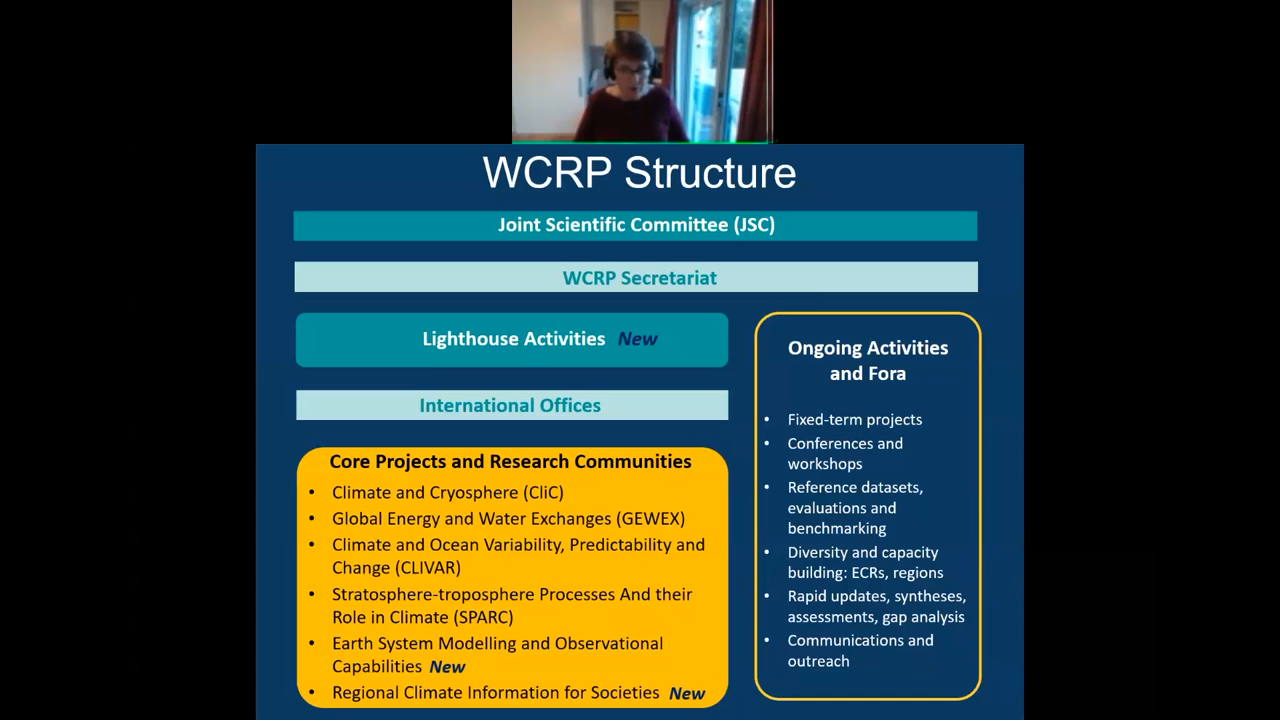 WCRP Structure
Joint Scientific Committee (JSC)
WCRP Secretariat
Lighthouse Activities New
International Offices
Core Projects and Research Communities
• Climate and Cryosphere (CliC)
• Global Energy and Water Exchanges (GEWEX)
• Climate and Ocean Variability, Predictability and
Change (CLIVAR)
• Stratosphere-troposphere Processes And their
Role in Climate (SPARC)
• Earth System Modelling and Observational
Capabilities New
• Regional Climate Information for Societies New
Ongoing Activities
and Fora
• Fixed-term projects
• Conferences and
workshops
• Reference datasets,
evaluations and
benchmarking
• Diversity and capacity
building: ECRs, regions
• Rapid updates, syntheses,
assessments, gap analysis
• Communications and
outreach